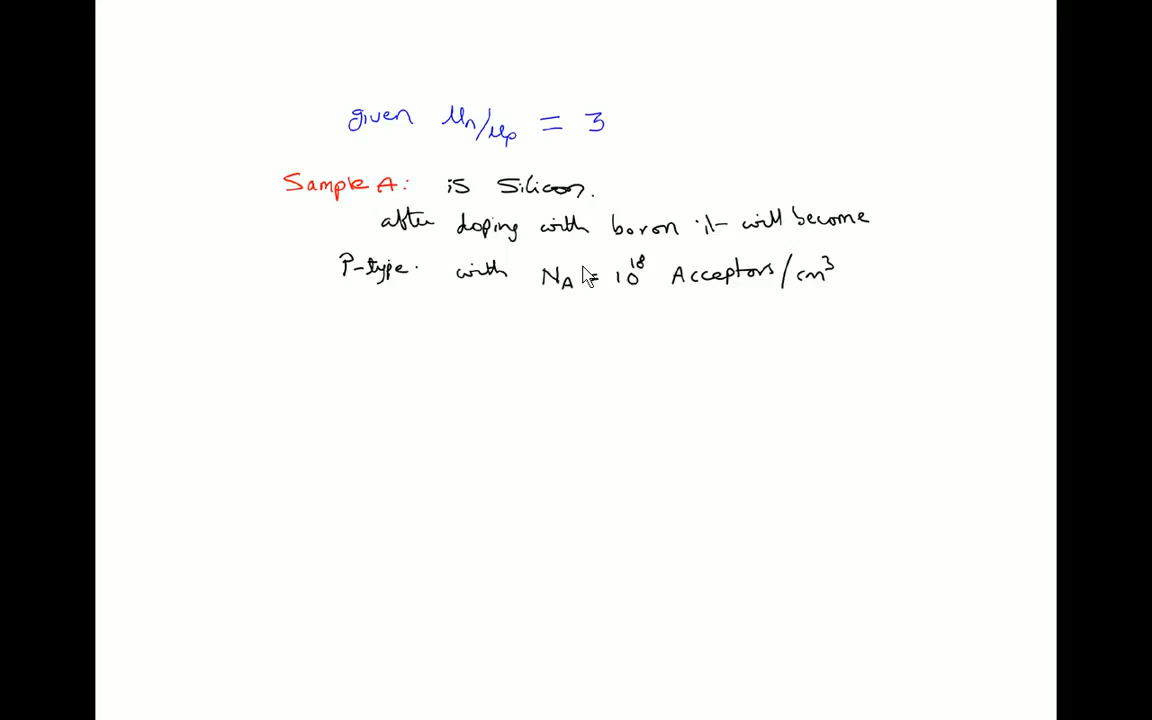 given μn/μp = 3
Sample A: is Silicon.
after doping with boron it will become
P-type. with NA = 10^18 Acceptors/cm^3